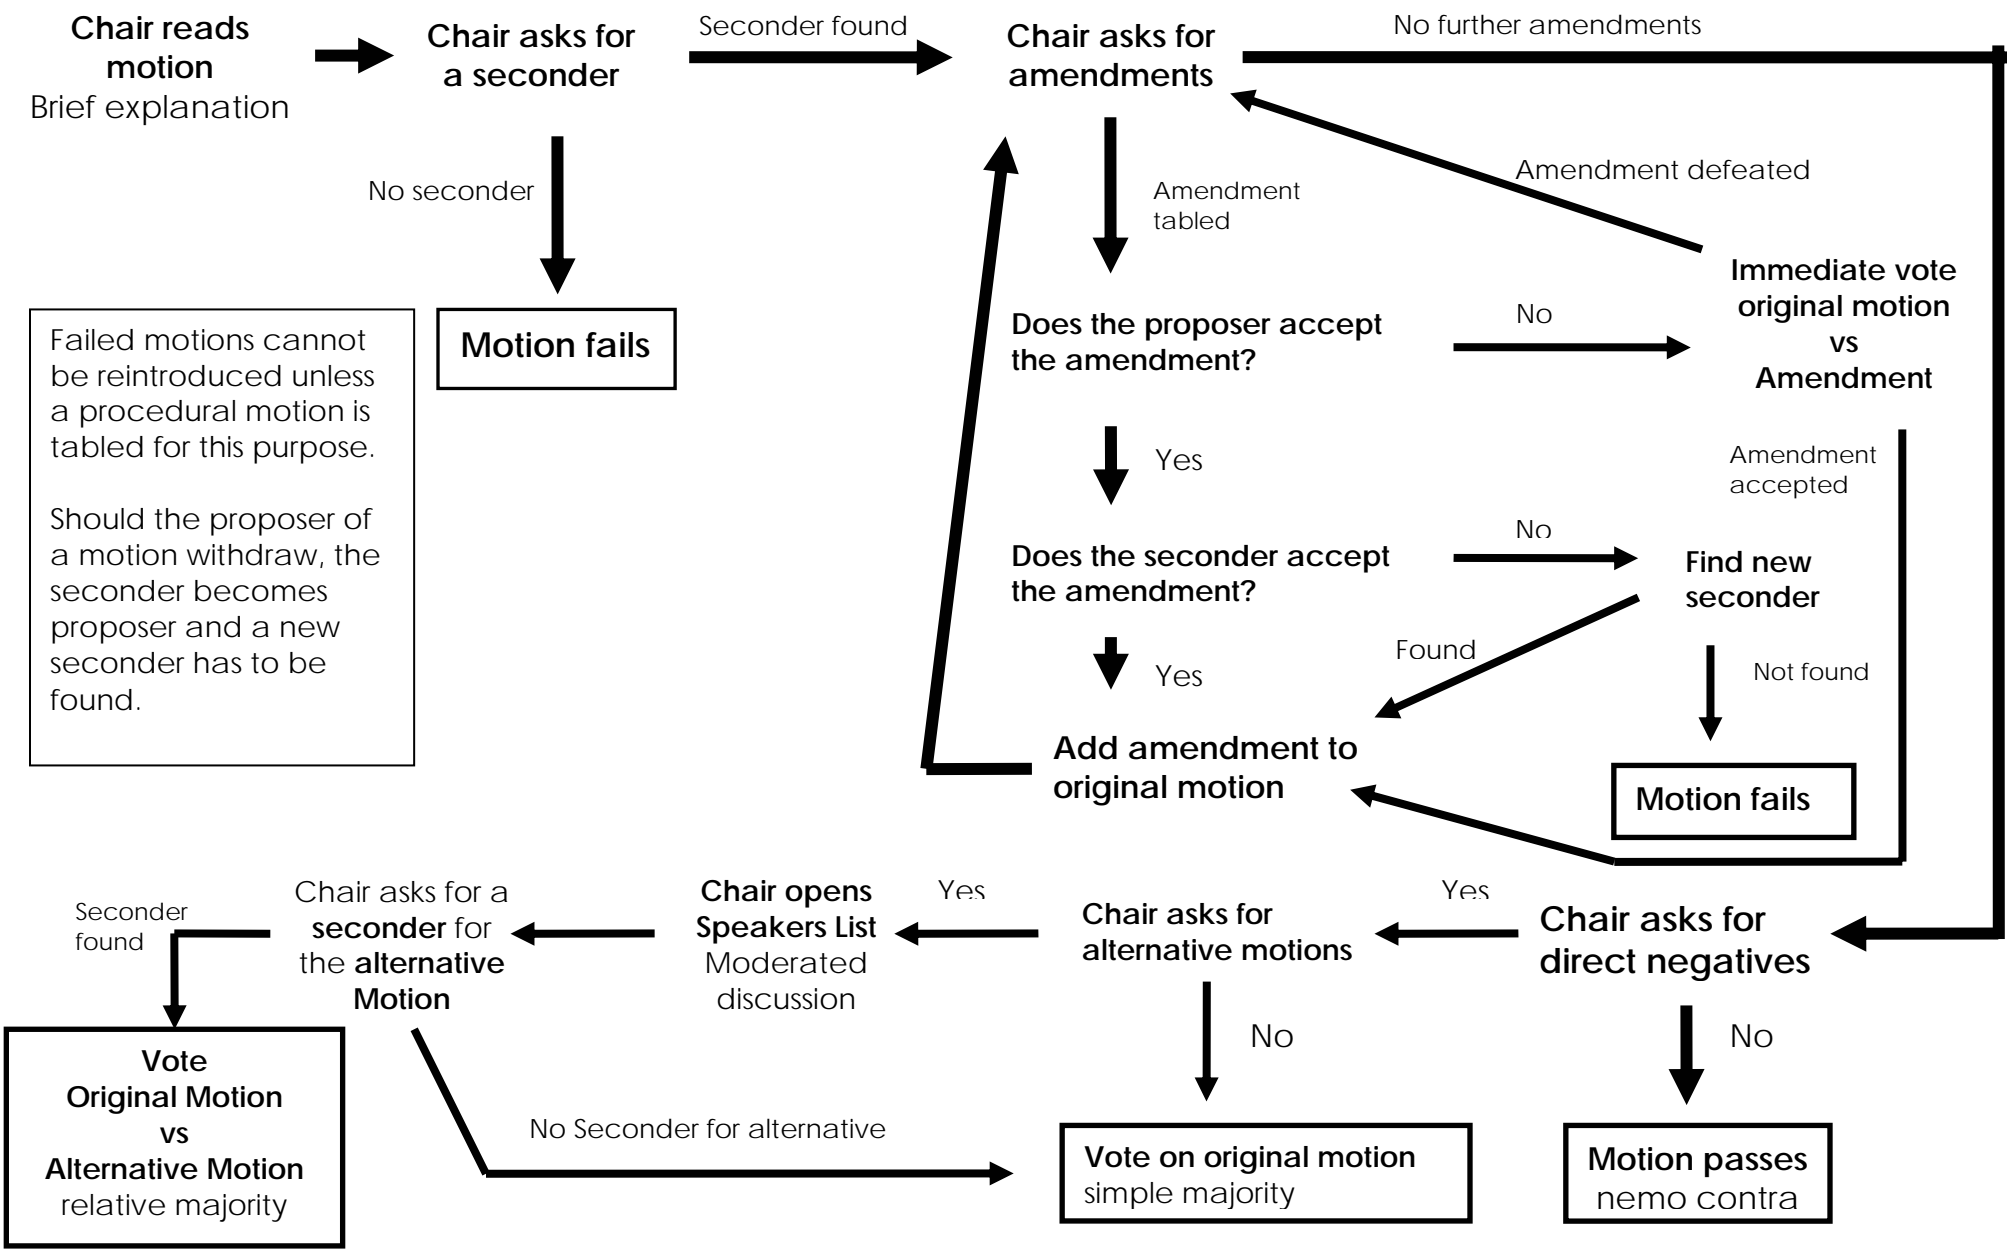 Chair reads
motion
Brief explanation
Chair asks for
a seconder
Seconder found
Chair asks for
amendments
No further amendments
No seconder
Amendment
tabled
Amendment defeated
Motion fails
Failed motions cannot
be reintroduced unless
a procedural motion is
tabled for this purpose.
Should the proposer of
a motion withdraw, the
seconder becomes
proposer and a new
seconder has to be
found.
Does the proposer accept
the amendment?
No
Immediate vote
original motion
vs
Amendment
Yes
Amendment
accepted
Does the seconder accept
the amendment?
No
Find new
seconder
Yes
Found
Not found
Add amendment to
original motion
Motion fails
Chair asks for
direct negatives
Yes
Chair asks for
alternative motions
Yes
Chair opens
Speakers List
Moderated
discussion
Chair asks for a
seconder for
the alternative
Motion
Seconder
found
No
No
Vote
Original Motion
vs
Alternative Motion
relative majority
No Seconder for alternative
Vote on original motion
simple majority
Motion passes
nemo contra